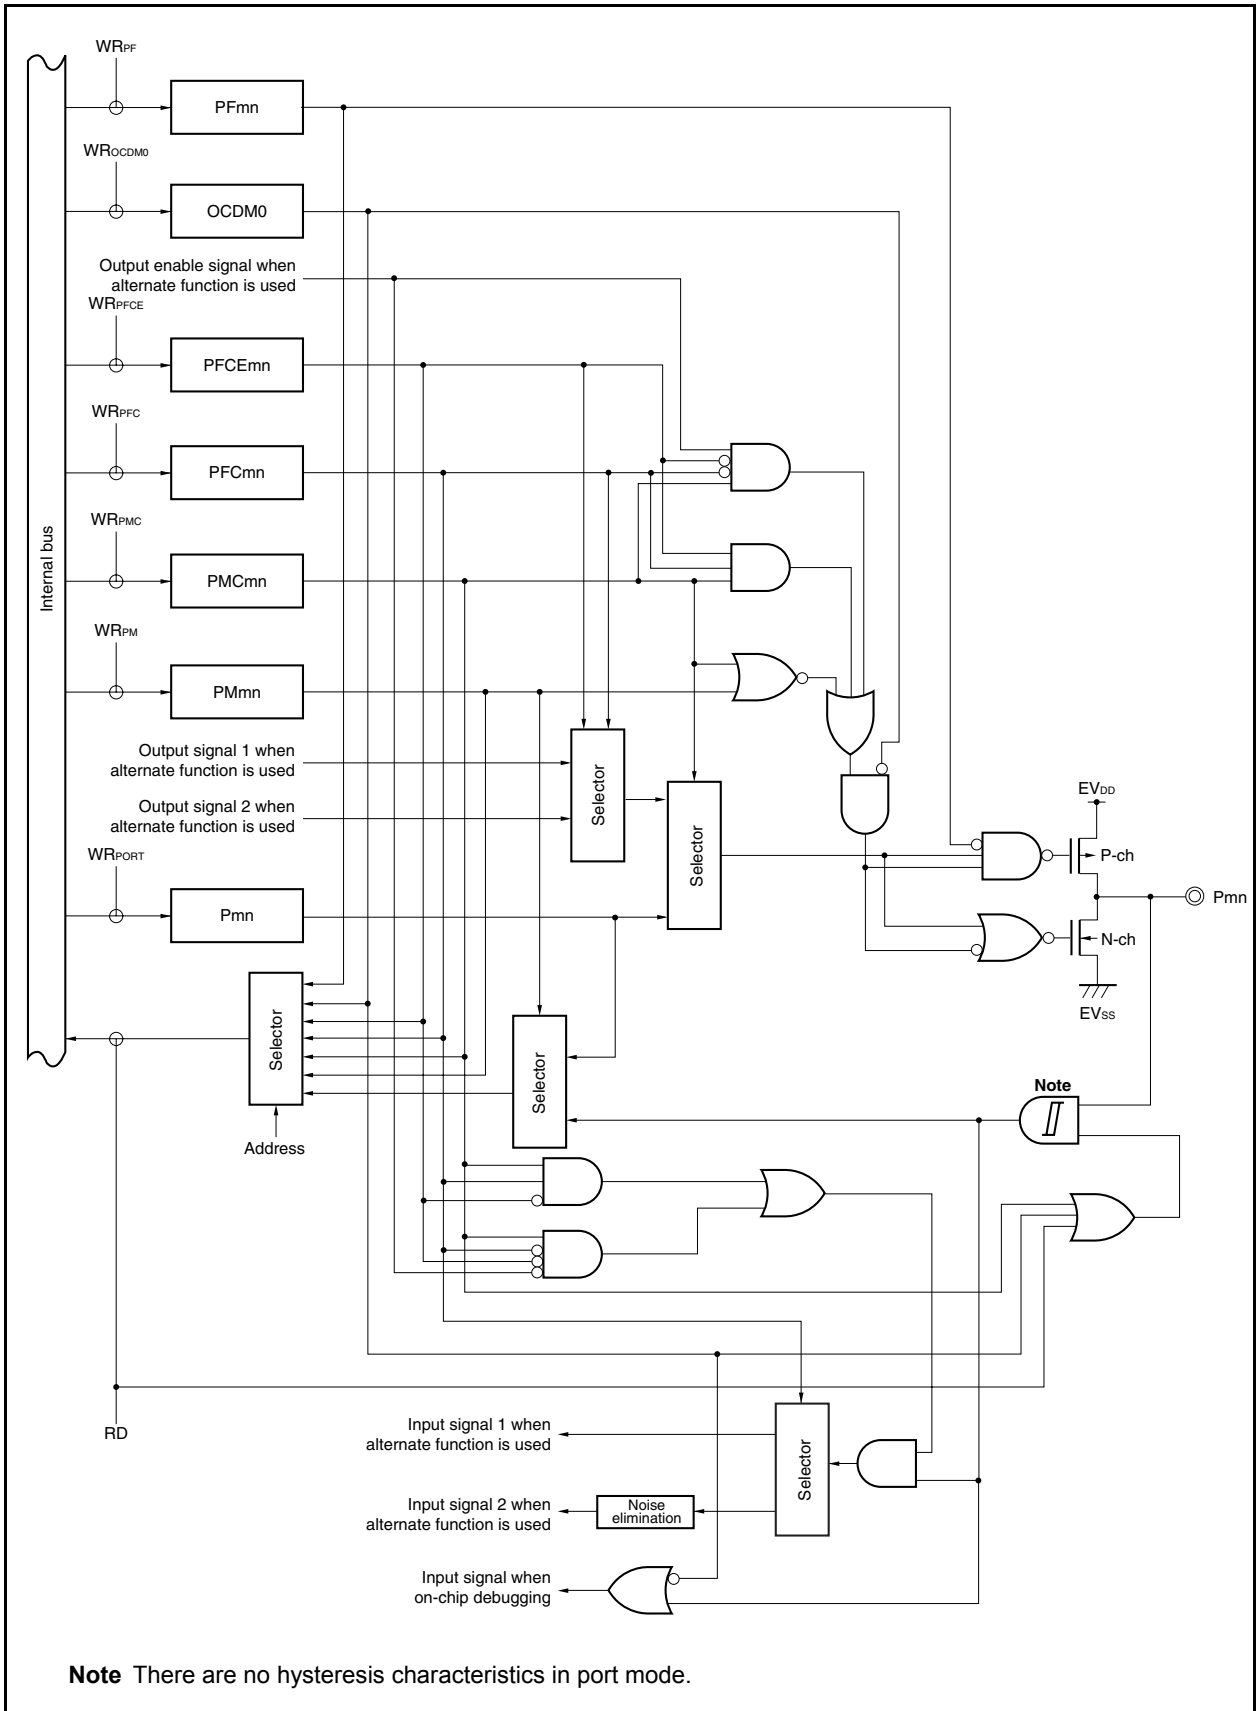 WRPF
PFmn
WROCDM0
OCDM0
Output enable signal when
alternate function is used
WRPFCE
PFCEmn
WRPFC
PFCmn
Internal bus
WRPMC
PMCmn
WRPM
PMmn
Output signal 1 when
alternate function is used
Output signal 2 when
alternate function is used
Selector
Selector
WRPORT
Pmn
EVDD
P-ch
Pmn
N-ch
EVSS
Selector
Selector
Address
Note
RD
Input signal 1 when
alternate function is used
Selector
Input signal 2 when
alternate function is used
Noise
elimination
Input signal when
on-chip debugging
Note There are no hysteresis characteristics in port mode.